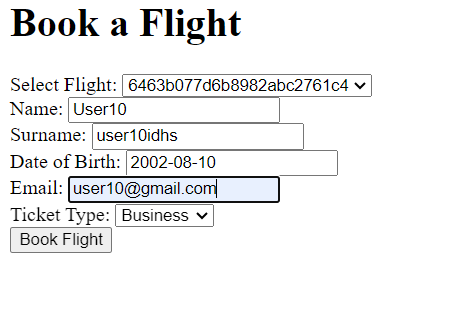 Book a Flight
Select Flight: 6463b077d6b8982abc2761c4
Name: User10
Surname: user10idhs
Date of Birth: 2002-08-10
Email: user10@gmail.com
Ticket Type: Business
Book Flight